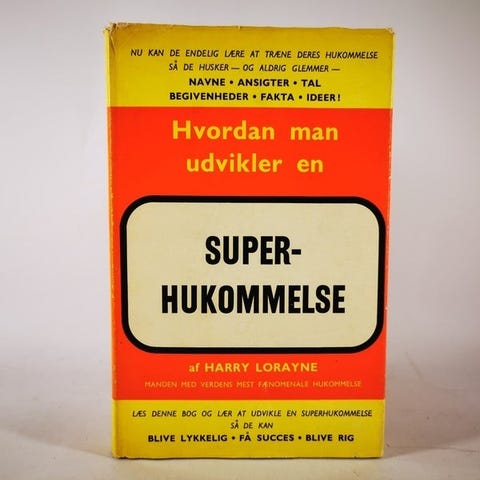 NU KAN DE ENDELIG LÆRE AT TRÆNE DERES HUKOMMELSE
SÅ DE HUSKER — OG ALDRIG GLEMMER —
NAVNE • ANSIGTER • TAL
BEGIVENHEDER • FAKTA • IDEER!
Hvordan man
udvikler en
SUPER-
HUKOMMELSE
af HARRY LORAYNE
MANDEN MED VERDENS MEST FÆNOMENALE HUKOMMELSE
LÆS DENNE BOG OG LÆR AT UDVIKLE EN SUPERHUKOMMELSE
SÅ DE KAN
BLIVE LYKKELIG • FÅ SUCCES • BLIVE RIG